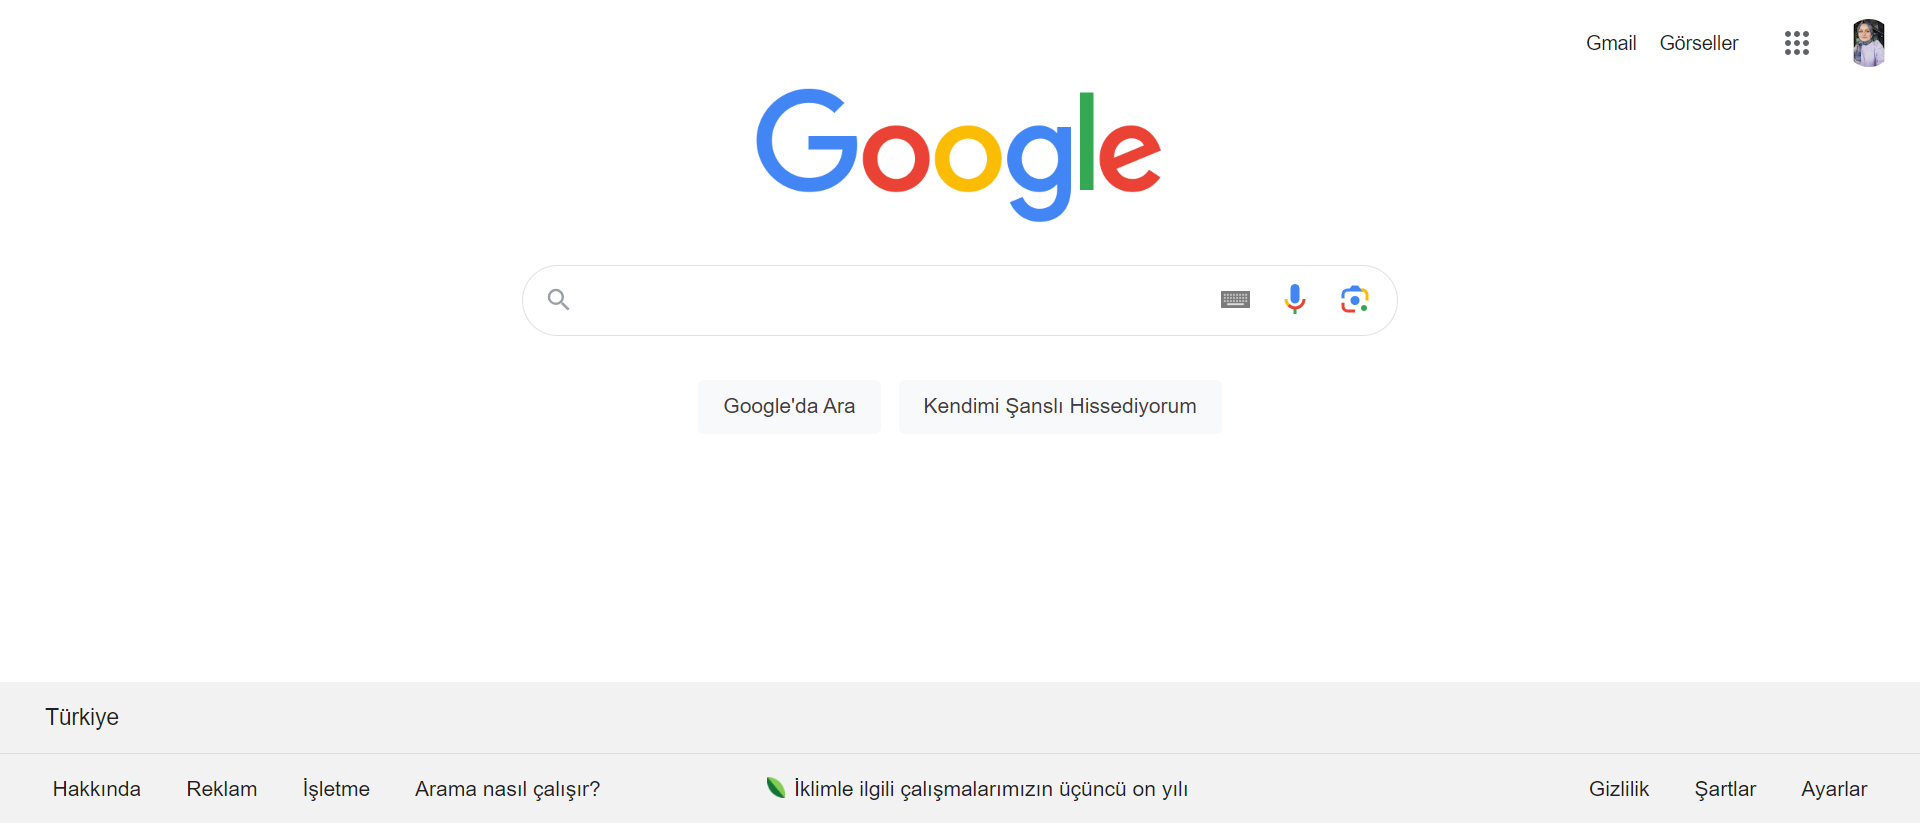 Gmail Görseller
Google
Google'da Ara
Kendimi Şanslı Hissediyorum
Türkiye
Hakkında Reklam İşletme Arama nasıl çalışır?
İklimle ilgili çalışmalarımızın üçüncü on yılı
Gizlilik Şartlar Ayarlar